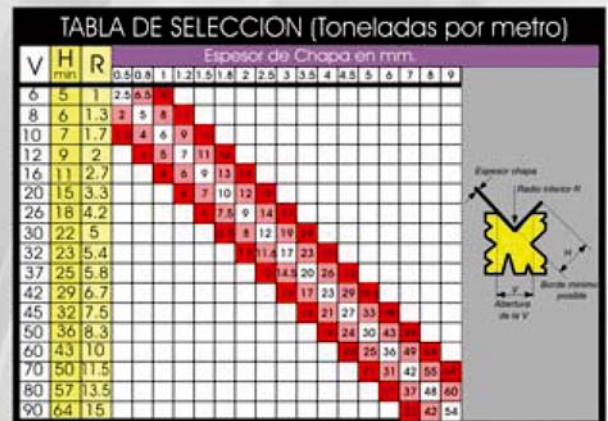 TABLA DE SELECCION (Toneladas por metro)
V H min R Espesor de Chapa en mm.
0.5 0.8 1 1.2 1.5 1.8 2 2.5 3 3.5 4 4.5 5 6 7 8 9
6 5 1 2.5 6.5
8 6 1.3 2 5 8
10 7 1.7 4 6 9
12 9 2 5 7 11
16 11 2.7 6 9 13
20 15 3.3 7 10 12
26 18 4.2 7.5 9 14
30 22 5 8 12 19
32 23 5.4 11.6 17 23
37 25 5.8 14.5 20 26
42 29 6.7 17 23 29
45 32 7.5 21 27 33
50 36 8.3 24 30 43
60 43 10 25 36 49
70 50 11.5 31 42 55
80 57 13.5 37 48 60
90 64 15 42 54
Espesor chapa
Radio interior R
H
Borde minimo
posible
V
Abertura
de la V